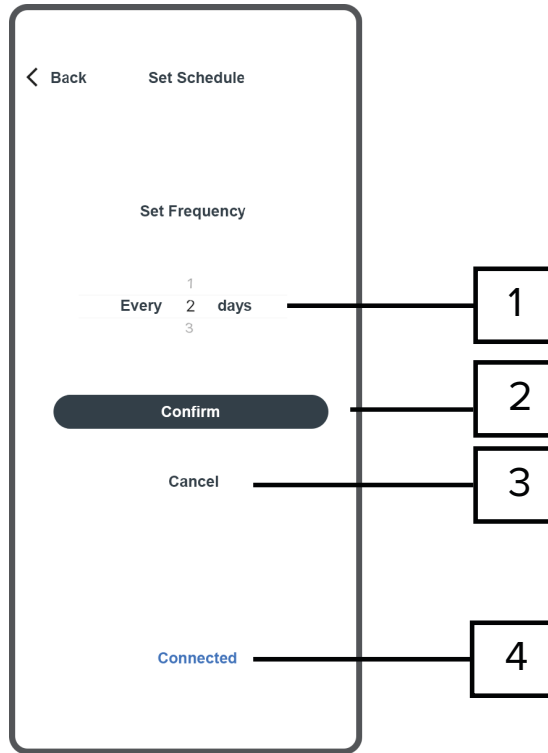 Back Set Schedule
Set Frequency
1
Every 2 days
3
Confirm
Cancel
Connected
1
2
3
4